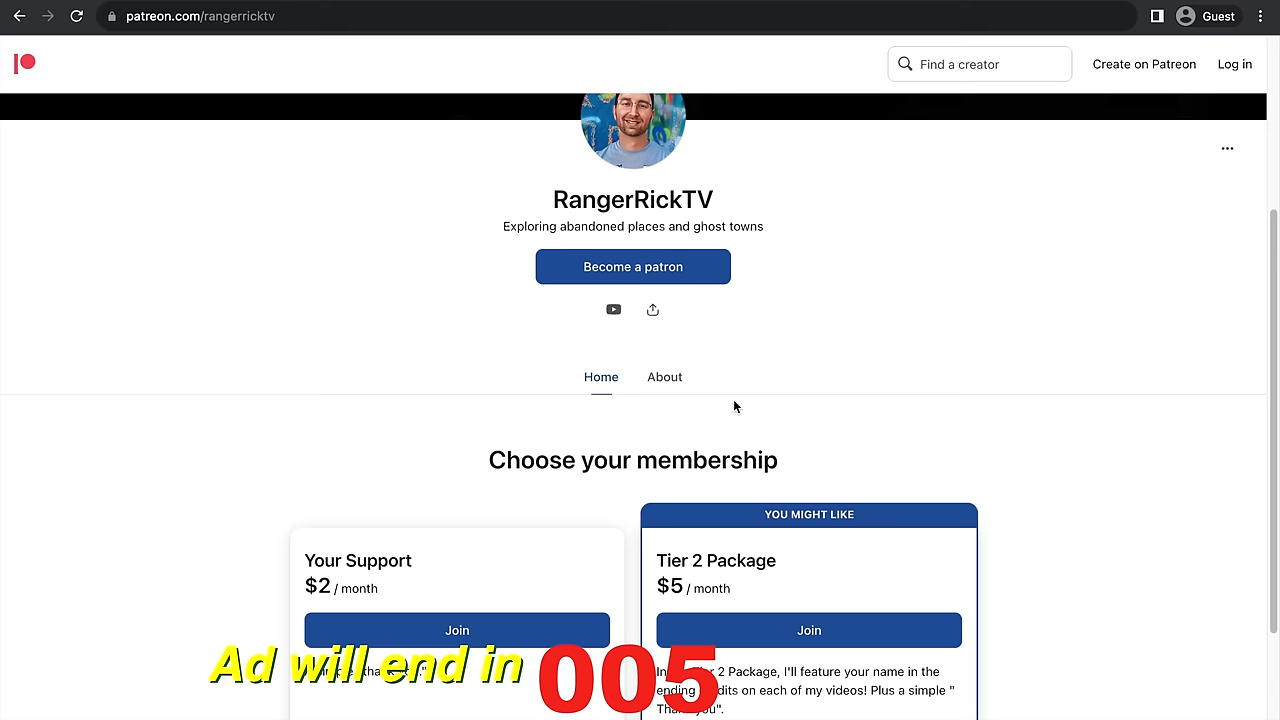 patreon.com/rangerricktv
Guest
Find a creator
Create on Patreon
Log in
RangerRickTV
Exploring abandoned places and ghost towns
Become a patron
Home
About
Choose your membership
YOU MIGHT LIKE
Your Support
$2 / month
Join
Tier 2 Package
$5 / month
Join
2 Package, I'll feature your name in the
ending on each of my videos! Plus a simple "
Ad will end in 005